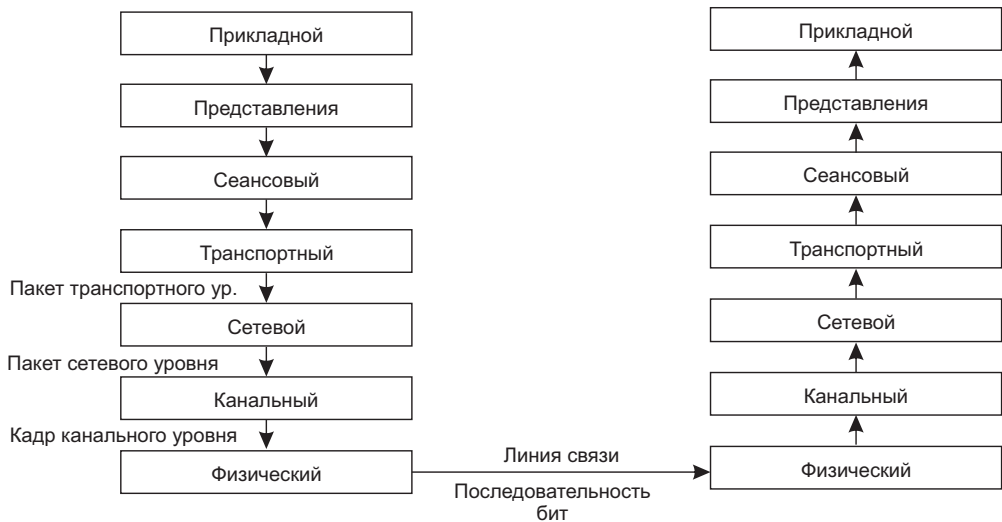 Прикладной
Представления
Сеансовый
Транспортный
Пакет транспортного ур.
Сетевой
Пакет сетевого уровня
Канальный
Кадр канального уровня
Физический
Линия связи
Последовательность
бит
Прикладной
Представления
Сеансовый
Транспортный
Сетевой
Канальный
Физический